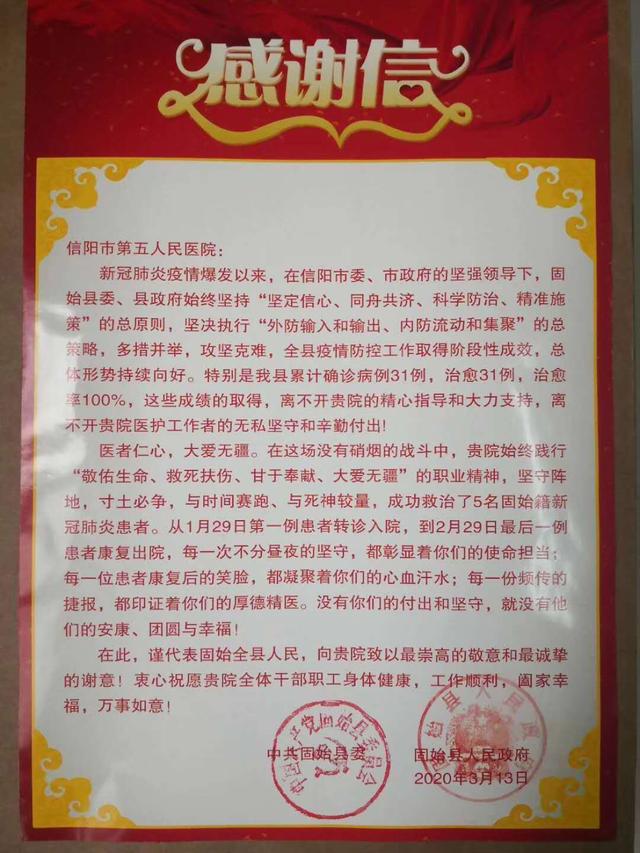 感谢信
信阳市第五人民医院：
新冠肺炎疫情爆发以来，在信阳市委、市政府的坚强领导下，固
始县委、县政府始终坚持“坚定信心、同舟共济、科学防治、精准施
策”的总原则，坚决执行“外防输入和输出、内防流动和集聚”的总
策略，多措并举，攻坚克难，全县疫情防控工作取得阶段性成效，总
体形势持续向好。特别是我县累计确诊病例31例，治愈31例，治愈
率100%，这些成绩的取得，离不开贵院的精心指导和大力支持，离
不开贵院医护工作者的无私坚守和辛勤付出！
医者仁心，大爱无疆。在这场没有硝烟的战斗中，贵院始终践行
“敬佑生命、救死扶伤、甘于奉献、大爱无疆”的职业精神，坚守阵
地，寸土必争，与时间赛跑、与死神较量，成功救治了5名固始籍新
冠肺炎患者。从1月29日第一例患者转诊入院，到2月29日最后一例
患者康复出院，每一次不分昼夜的坚守，都彰显着你们的使命担当；
每一位患者康复后的笑脸，都凝聚着你们的心血汗水；每一份频传的
捷报，都印证着你们的厚德精医。没有你们的付出和坚守，就没有他
们的安康、团圆与幸福！
在此，谨代表固始全县人民，向贵院致以最崇高的敬意和最诚挚
的谢意！衷心祝愿贵院全体干部职工身体健康，工作顺利，阖家幸
福，万事如意！
中共固始县委 固始县人民政府
2020年3月13日
中国共产党固始县委员会
固始县人民政府